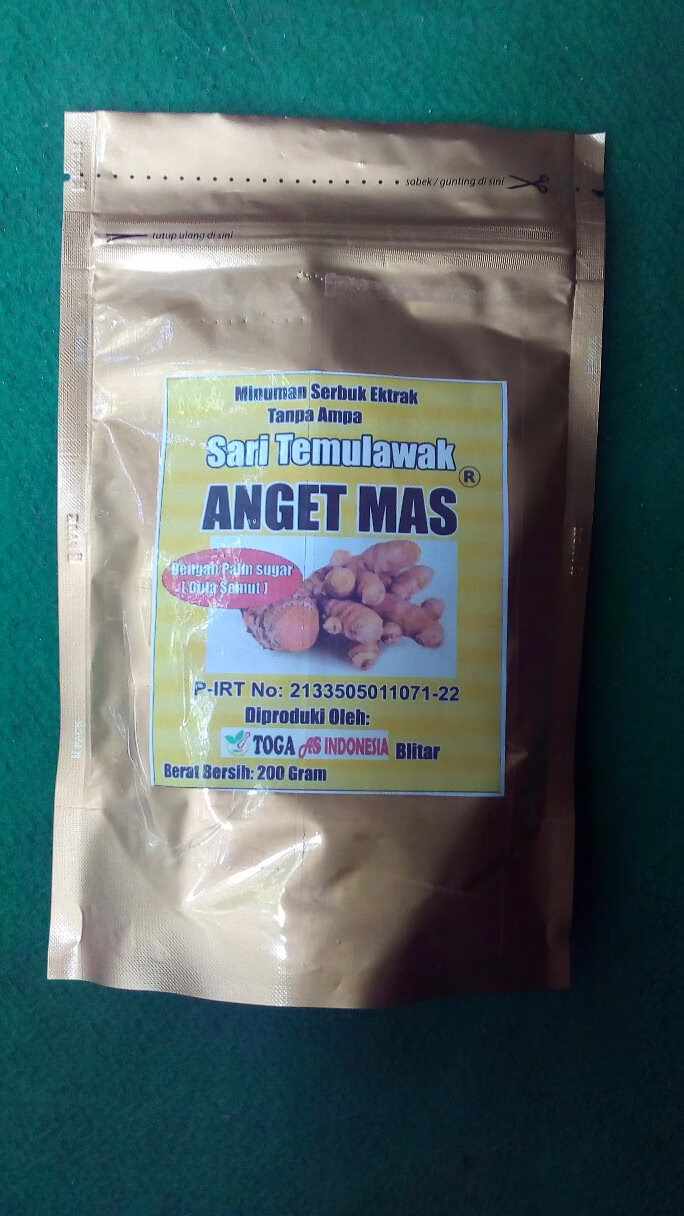 sobek / gunting di sini
tutup ulang di sini
Minuman Serbuk Ektrak
Tanpa Ampa
Sari Temulawak
®
ANGET MAS
Dengan Palm sugar
( Gula Semut )
P-IRT No: 2133505011071-22
Diproduki Oleh:
TOGA AS INDONESIA Blitar
Berat Bersih: 200 Gram